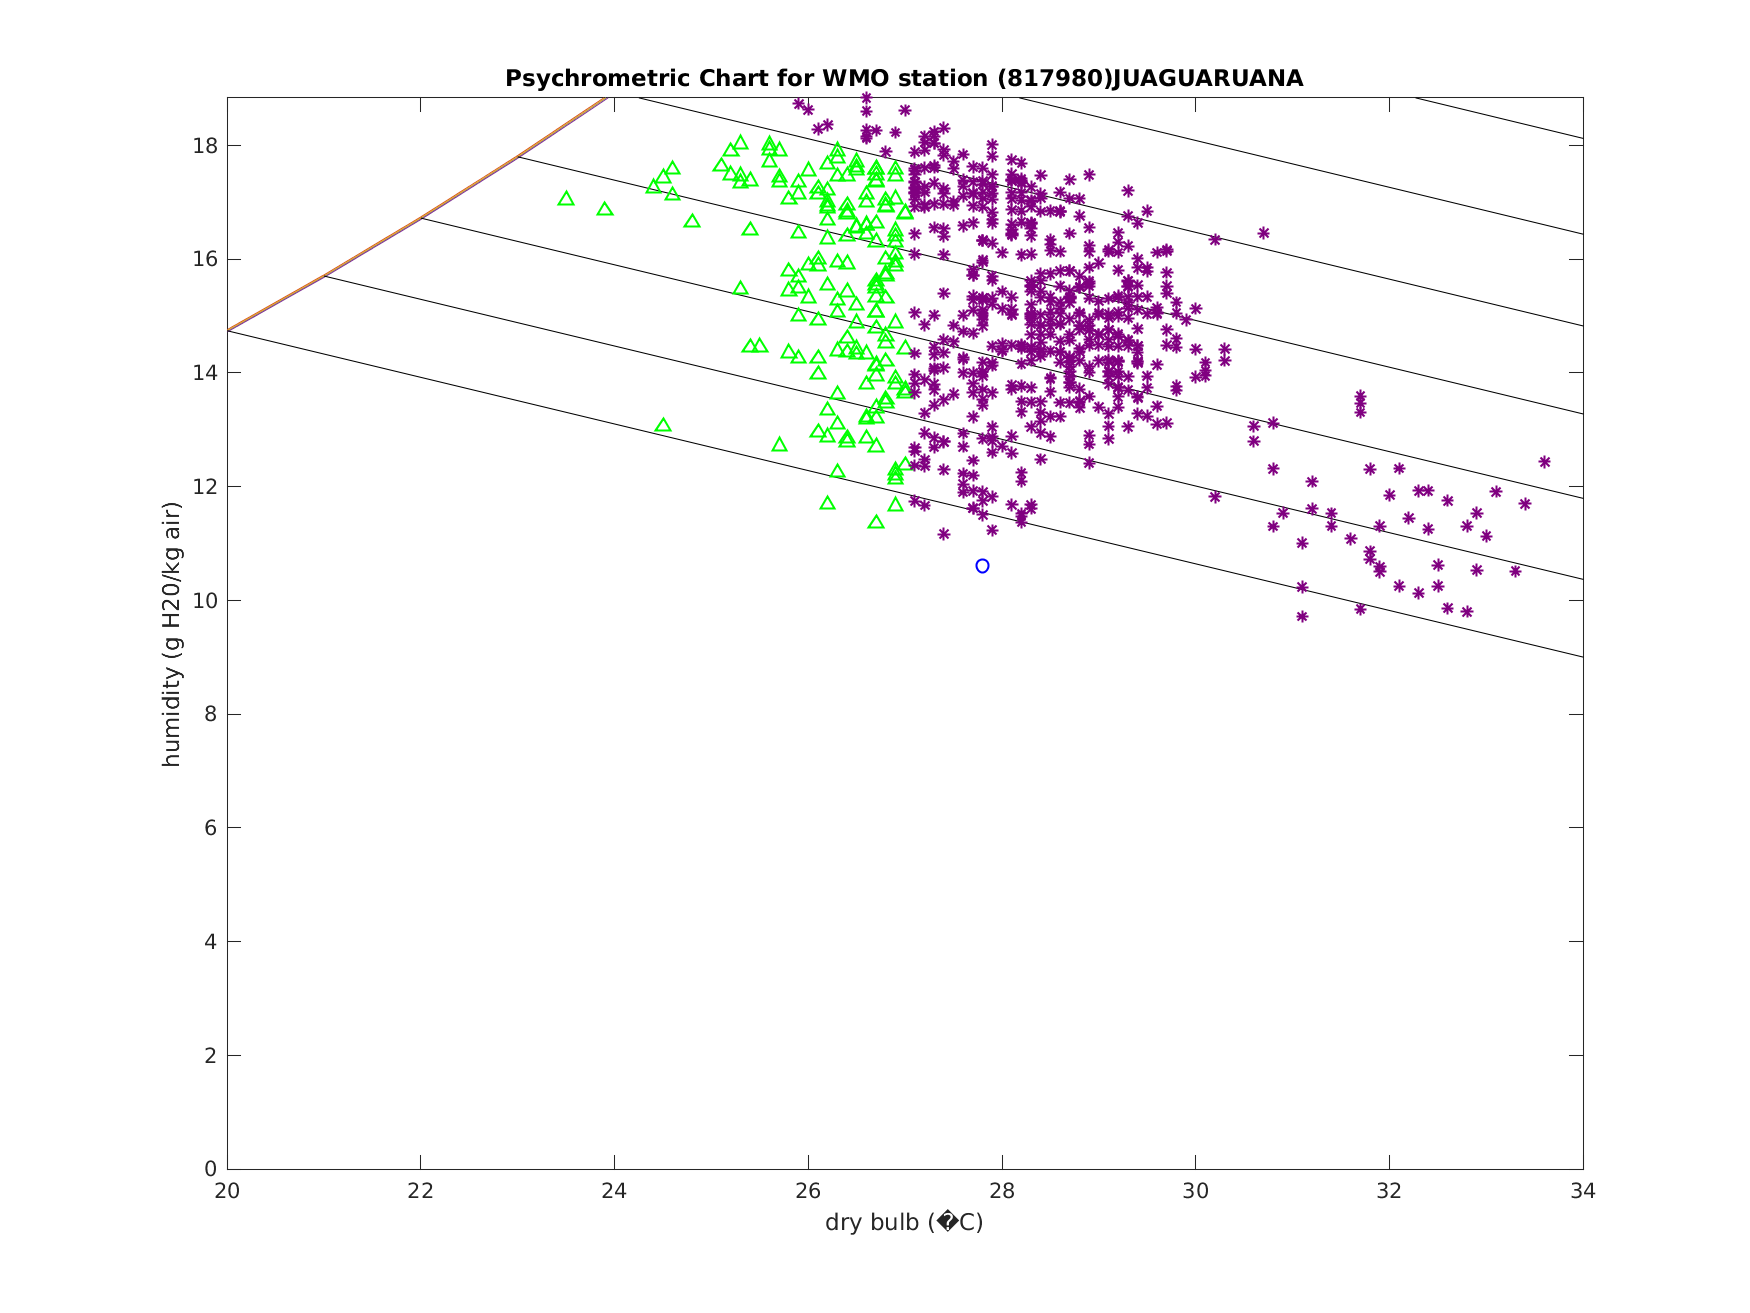 Psychrometric Chart for WMO station (817980)JUAGUARUANA
humidity (g H20/kg air)
18
16
14
12
10
8
6
4
2
0
20 22 24 26 28 30 32 34
dry bulb (�C)